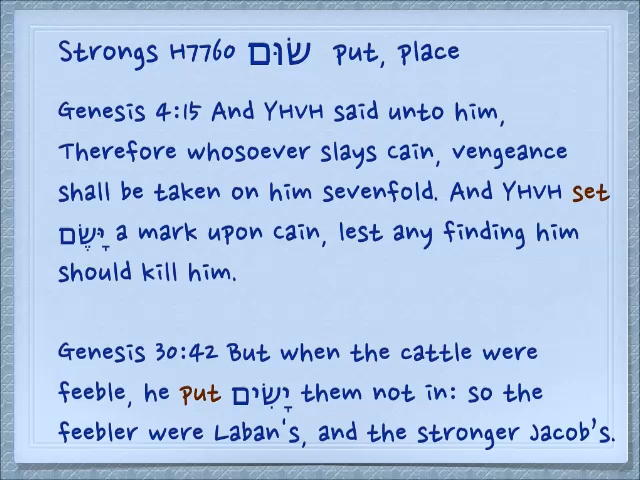 Strongs H7760 שׂוּם put, place
Genesis 4:15 And YHVH said unto him,
Therefore whosoever slays Cain, vengeance
shall be taken on him sevenfold. And YHVH set
יָּשֶׂם a mark upon Cain, lest any finding him
should kill him.
Genesis 30:42 But when the cattle were
feeble, he put יָשִׂים them not in: so the
feebler were Laban's, and the stronger Jacob's.